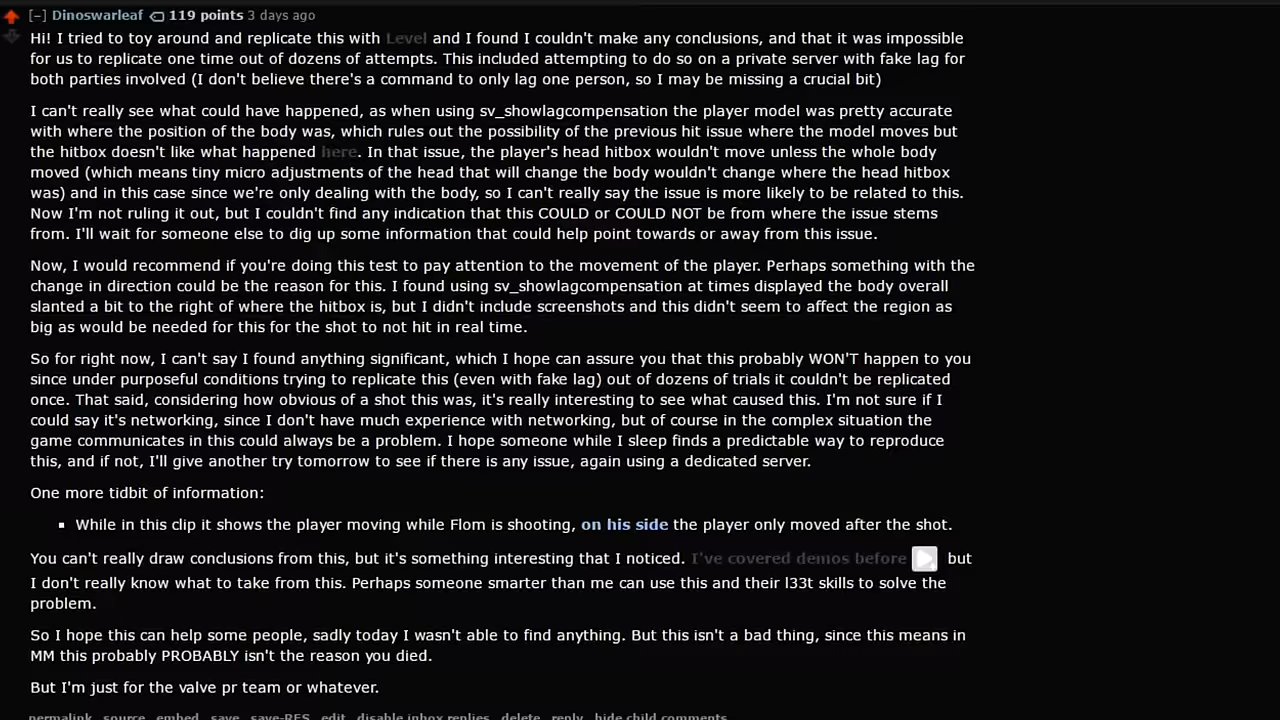 [–] Dinoswarleaf 119 points 3 days ago
Hi! I tried to toy around and replicate this with Level and I found I couldn't make any conclusions, and that it was impossible
for us to replicate one time out of dozens of attempts. This included attempting to do so on a private server with fake lag for
both parties involved (I don't believe there's a command to only lag one person, so I may be missing a crucial bit)
I can't really see what could have happened, as when using sv_showlagcompensation the player model was pretty accurate
with where the position of the body was, which rules out the possibility of the previous hit issue where the model moves but
the hitbox doesn't like what happened here. In that issue, the player's head hitbox wouldn't move unless the whole body
moved (which means tiny micro adjustments of the head that will change the body wouldn't change where the head hitbox
was) and in this case since we're only dealing with the body, so I can't really say the issue is more likely to be related to this.
Now I'm not ruling it out, but I couldn't find any indication that this COULD or COULD NOT be from where the issue stems
from. I'll wait for someone else to dig up some information that could help point towards or away from this issue.
Now, I would recommend if you're doing this test to pay attention to the movement of the player. Perhaps something with the
change in direction could be the reason for this. I found using sv_showlagcompensation at times displayed the body overall
slanted a bit to the right of where the hitbox is, but I didn't include screenshots and this didn't seem to affect the region as
big as would be needed for this for the shot to not hit in real time.
So for right now, I can't say I found anything significant, which I hope can assure you that this probably WON'T happen to you
since under purposeful conditions trying to replicate this (even with fake lag) out of dozens of trials it couldn't be replicated
once. That said, considering how obvious of a shot this was, it's really interesting to see what caused this. I'm not sure if I
could say it's networking, since I don't have much experience with networking, but of course in the complex situation the
game communicates in this could always be a problem. I hope someone while I sleep finds a predictable way to reproduce
this, and if not, I'll give another try tomorrow to see if there is any issue, again using a dedicated server.
One more tidbit of information:
▪ While in this clip it shows the player moving while Flom is shooting, on his side the player only moved after the shot.
You can't really draw conclusions from this, but it's something interesting that I noticed. I've covered demos before but
I don't really know what to take from this. Perhaps someone smarter than me can use this and their l33t skills to solve the
problem.
So I hope this can help some people, sadly today I wasn't able to find anything. But this isn't a bad thing, since this means in
MM this probably PROBABLY isn't the reason you died.
But I'm just for the valve pr team or whatever.
permalink source embed save save-RES edit disable inbox replies delete reply hide child comments